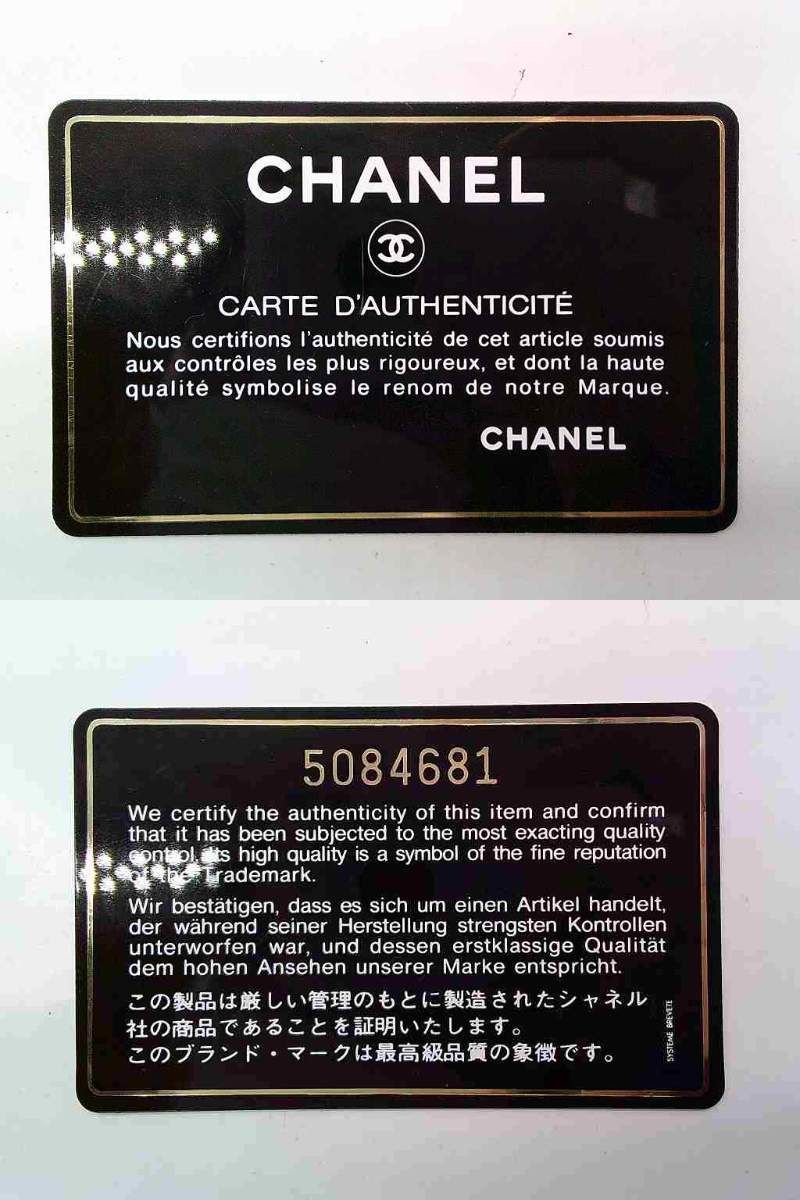 CHANEL
CARTE D'AUTHENTICITÉ
Nous certifions l'authenticité de cet article soumis
aux contrôles les plus rigoureux, et dont la haute
qualité symbolise le renom de notre Marque.
CHANEL
5084681
We certify the authenticity of this item and confirm
that it has been subjected to the most exacting quality
control. Its high quality is a symbol of the fine reputation
of the Trademark.
Wir bestätigen, dass es sich um einen Artikel handelt,
der während seiner Herstellung strengsten Kontrollen
unterworfen war, und dessen erstklassige Qualität
dem hohen Ansehen unserer Marke entspricht.
この製品は厳しい管理のもとに製造されたシャネル
社の商品であることを証明いたします。
このブランド・マークは最高級品質の象徴です。
SYSTEME BREVETE